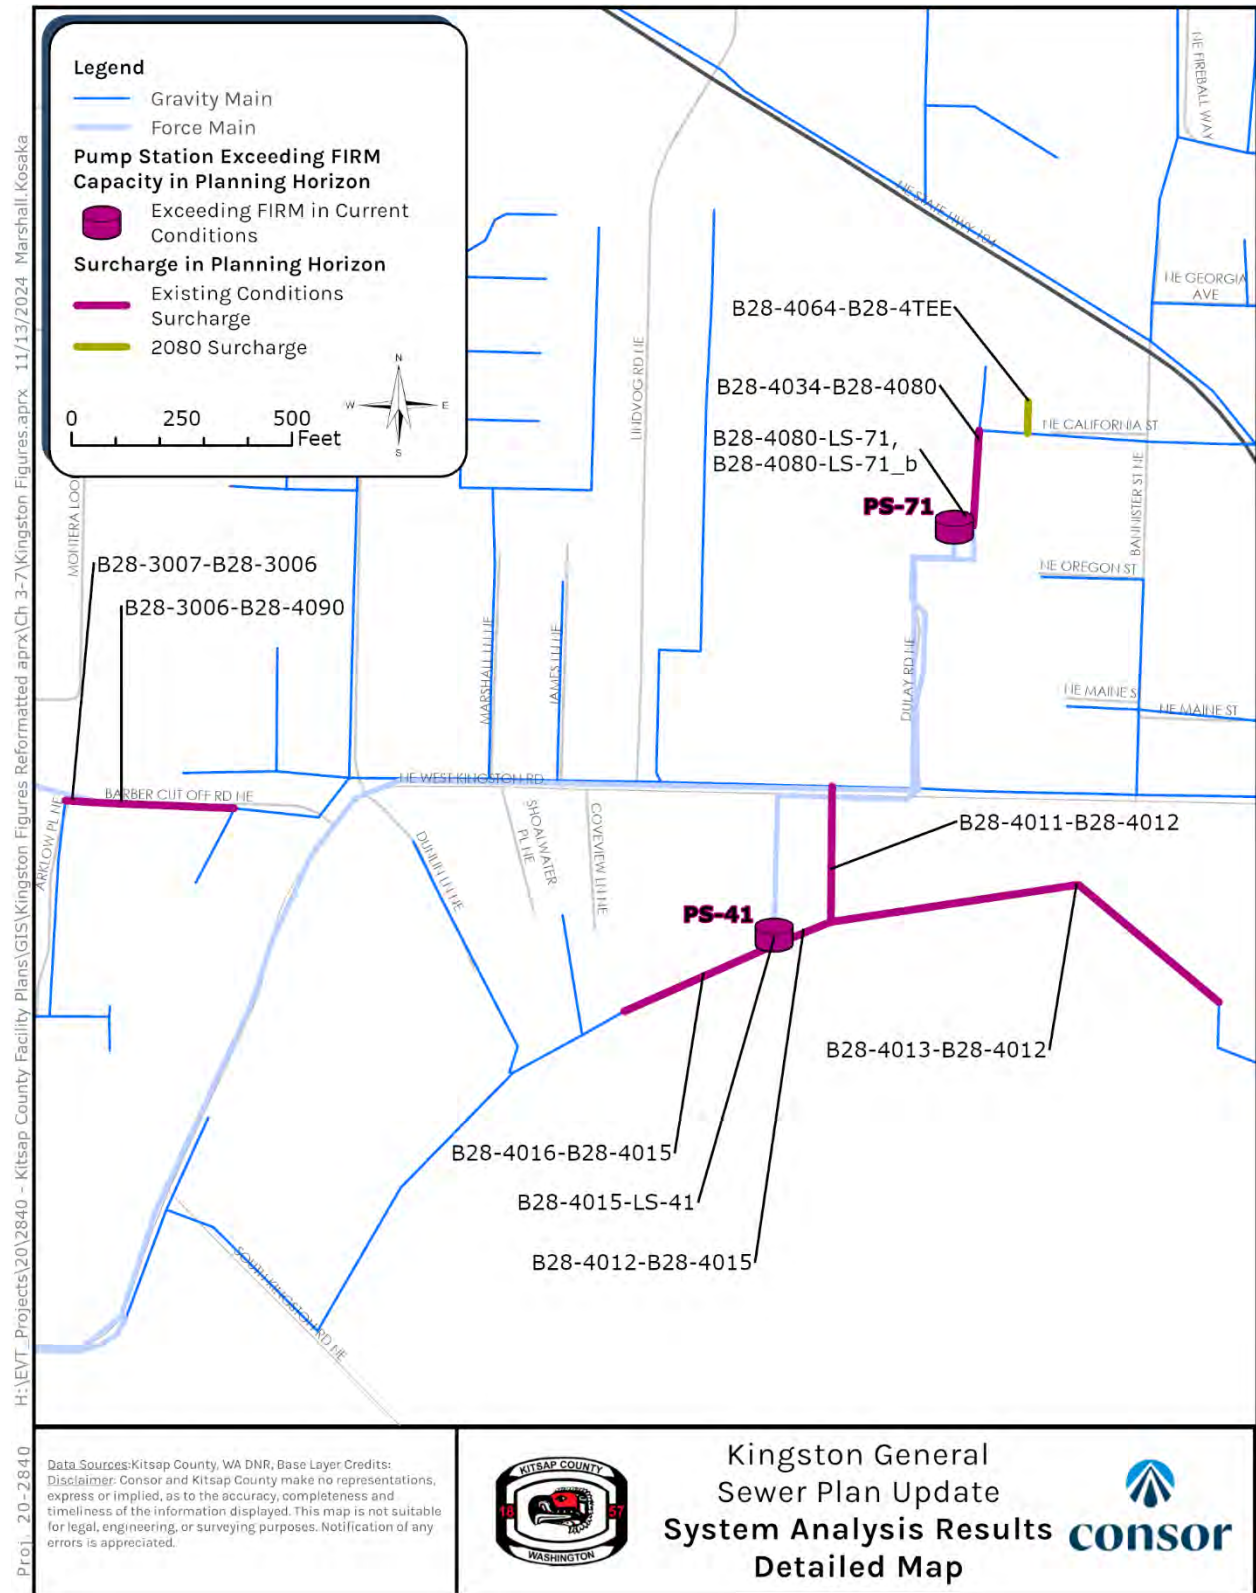 Legend
Gravity Main
Force Main
Pump Station Exceeding FIRM
Capacity in Planning Horizon
Exceeding FIRM in Current
Conditions
Surcharge in Planning Horizon
Existing Conditions
Surcharge
2080 Surcharge
N
W E
S
0 250 500
Feet
H:\EVT_Projects\20\2840 - Kitsap County Facility Plans\GIS\Kingston Figures Reformatted aprx\Ch 3-7\Kingston Figures.aprx 11/13/2024 Marshall.Kosaka
Proj. 20-2840
NE FIREBALL WAY
NE STATE HWY 104
NE GEORGIA
AVE
B28-4064-B28-4TEE
LINDVOG RD NE
B28-4034-B28-4080
NE CALIFORNIA ST
B28-4080-LS-71,
B28-4080-LS-71_b
BANNISTER ST NE
PS-71
MONTERA LOO
B28-3007-B28-3006
NE OREGON ST
B28-3006-B28-4090
MARSHALL LN NE
JAMES LN NE
DULAY RD NE
NE MAINE S
NE MAINE ST
NE WEST KINGSTON RD
BARBER CUT OFF RD NE
ARKLOW PL NE
DUNLIN LN NE
SHOALWATER
PL NE
COVEVIEW LN NE
B28-4011-B28-4012
PS-41
B28-4013-B28-4012
B28-4016-B28-4015
B28-4015-LS-41
B28-4012-B28-4015
SOUTH KINGSTON RD NE
Data Sources:Kitsap County, WA DNR, Base Layer Credits:
Disclaimer: Consor and Kitsap County make no representations,
express or implied, as to the accuracy, completeness and
timeliness of the information displayed. This map is not suitable
for legal, engineering, or surveying purposes. Notification of any
errors is appreciated.
KITSAP COUNTY
18 57
WASHINGTON
Kingston General
Sewer Plan Update
System Analysis Results
Detailed Map
consor